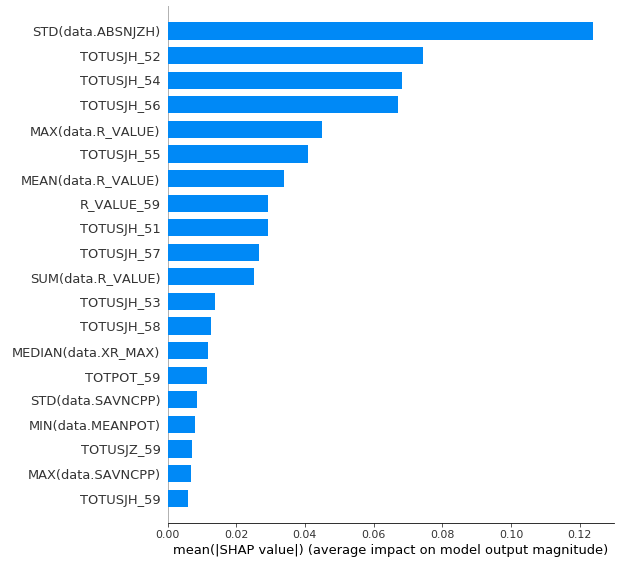 STD(data.ABSNJZH)
TOTUSJH_52
TOTUSJH_54
TOTUSJH_56
MAX(data.R_VALUE)
TOTUSJH_55
MEAN(data.R_VALUE)
R_VALUE_59
TOTUSJH_51
TOTUSJH_57
SUM(data.R_VALUE)
TOTUSJH_53
TOTUSJH_58
MEDIAN(data.XR_MAX)
TOTPOT_59
STD(data.SAVNCPP)
MIN(data.MEANPOT)
TOTUSJZ_59
MAX(data.SAVNCPP)
TOTUSJH_59
0.00 0.02 0.04 0.06 0.08 0.10 0.12
mean(|SHAP value|) (average impact on model output magnitude)